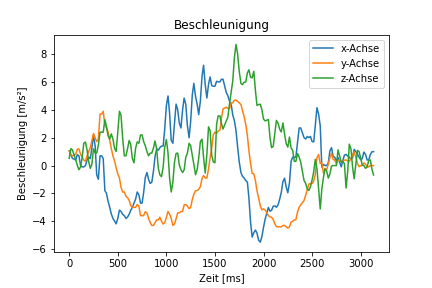 Beschleunigung
Beschleunigung [m/s²]
8
6
4
2
0
−2
−4
−6
x-Achse
y-Achse
z-Achse
0 500 1000 1500 2000 2500 3000
Zeit [ms]